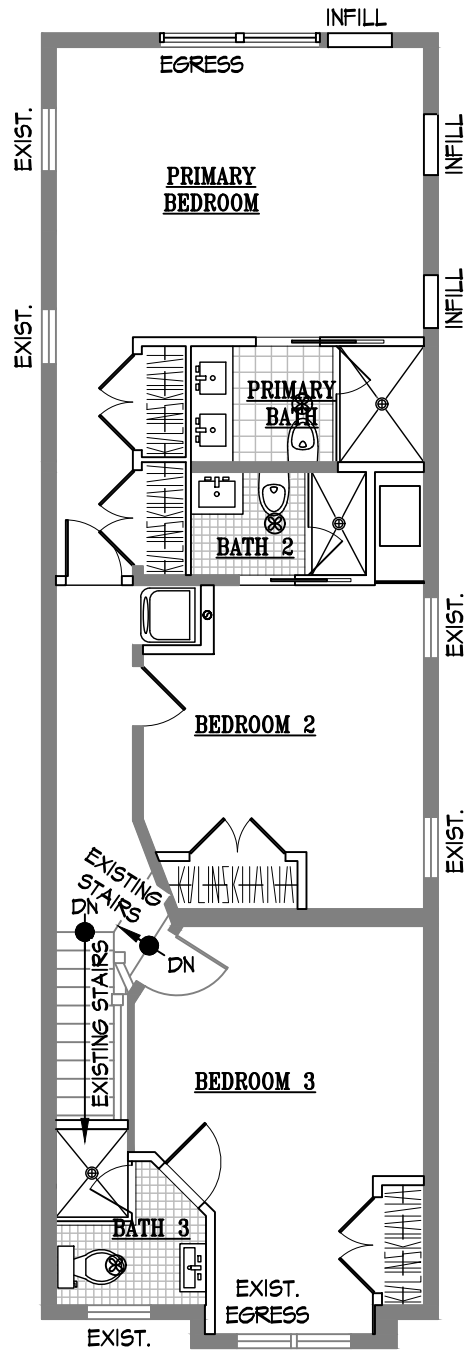 INFILL
EGRESS
EXIST.
INFILL
PRIMARY
BEDROOM
INFILL
EXIST.
PRIMARY
BATH
BATH 2
EXIST.
BEDROOM 2
EXIST.
EXISTING
STAIRS
DN
DN
EXISTING STAIRS
BEDROOM 3
BATH 3
EXIST.
EGRESS
EXIST.